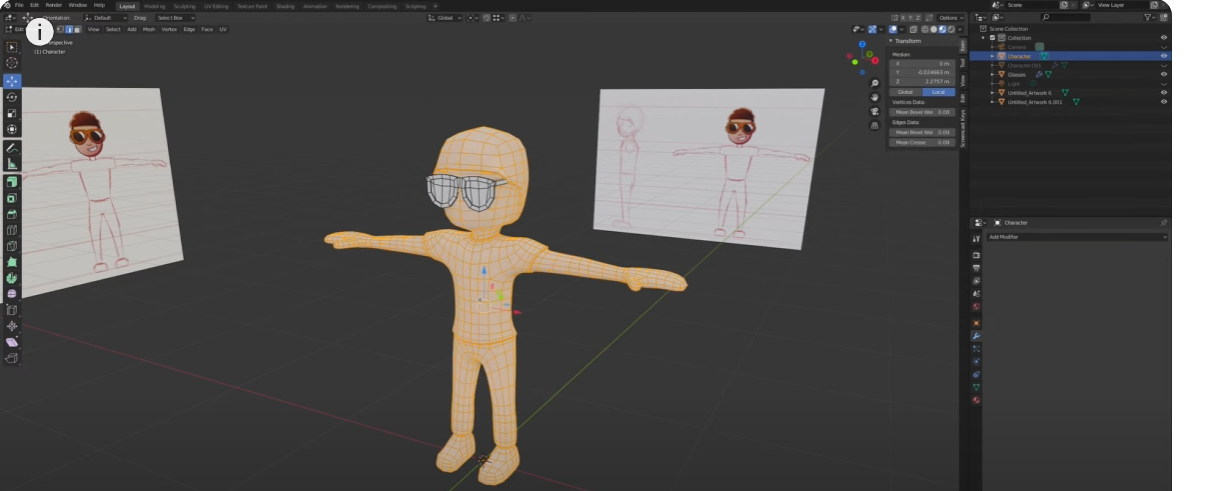 File Edit Render Window Help Layout Modeling Sculpting UV Editing Texture Paint Shading Animation Rendering Compositing Scripting Scene View Layer
Orientation: Default Drag: Select Box Global Options
View Select Add Mesh Vertex Edge Face UV X Y Z
(1) Character
Transform
Median:
X 0 m
Y
Z 2.2757 m
Global Local
Vertices Data:
Mean Bevel Wei 0.00
Edges Data:
Mean Bevel Wei 0.00
Mean Crease 0.00
Item
Tool
View
Edit
Screencast Keys
Scene Collection
Collection
Camera
Character
Character.001
Glasses
Light
Untitled_Artwork 6
Untitled_Artwork 6.001
Character
Add Modifier